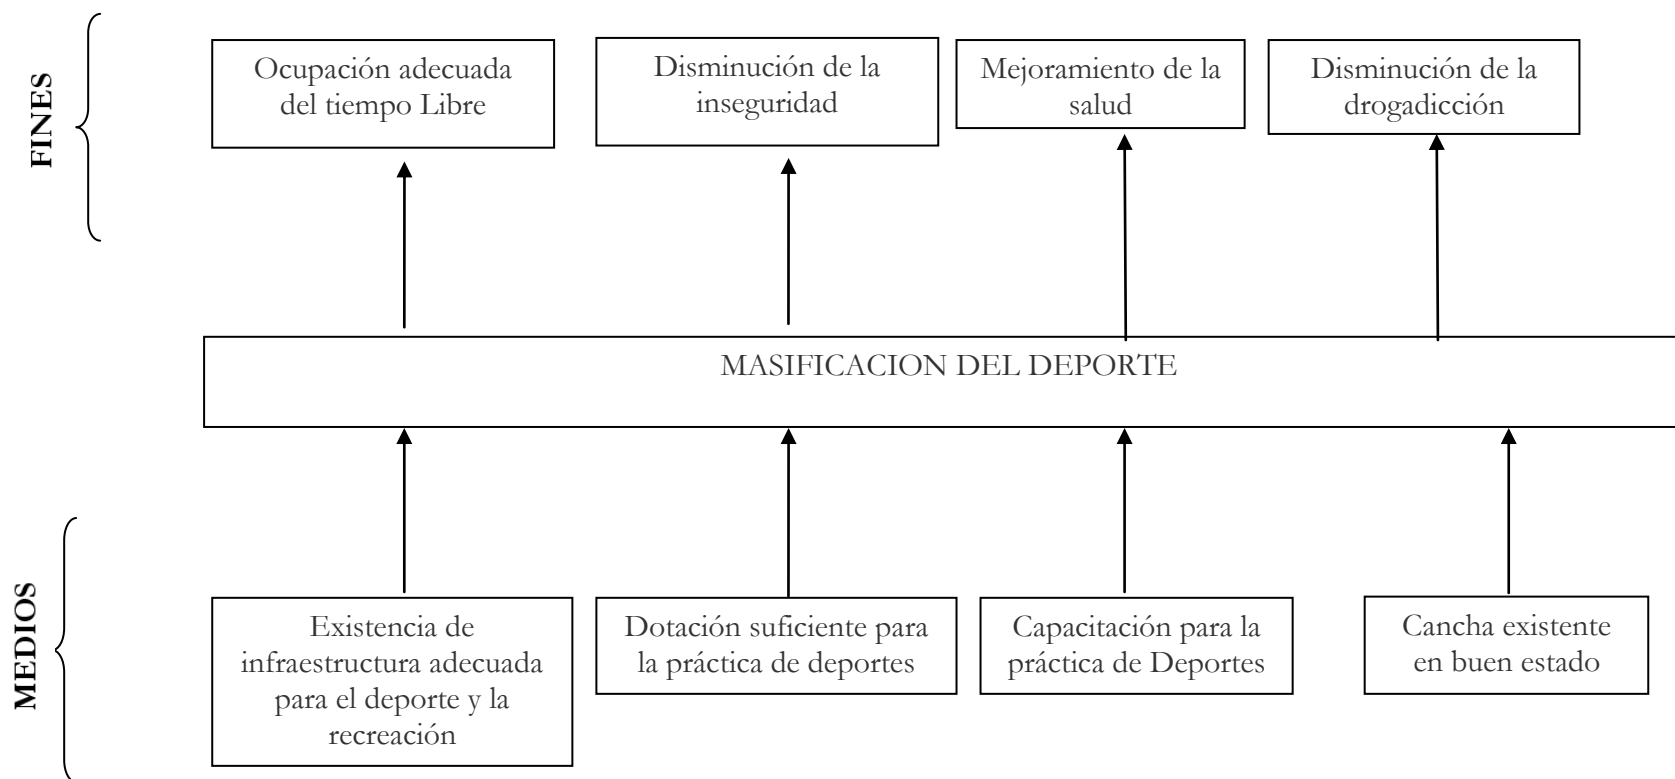 FINES
Ocupación adecuada
del tiempo Libre
Disminución de la
inseguridad
Mejoramiento de la
salud
Disminución de la
drogadicción
MASIFICACION DEL DEPORTE
MEDIOS
Existencia de
infraestructura adecuada
para el deporte y la
recreación
Dotación suficiente para
la práctica de deportes
Capacitación para la
práctica de Deportes
Cancha existente
en buen estado